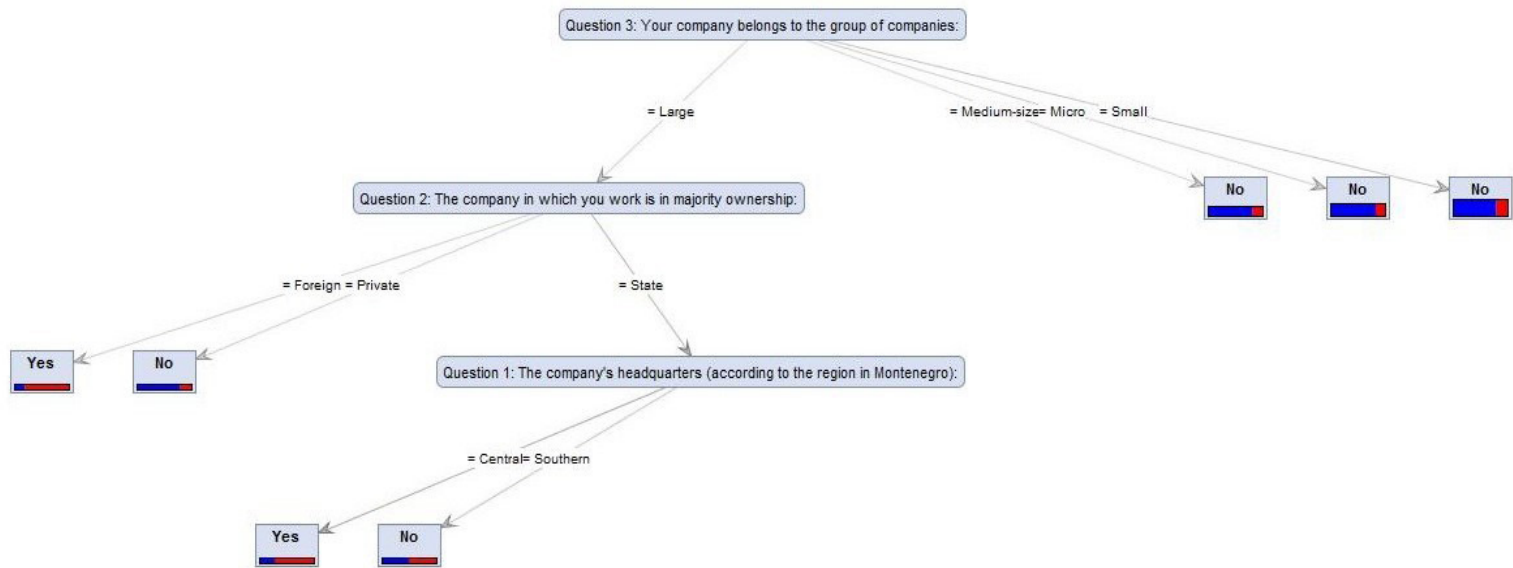 Question 3: Your company belongs to the group of companies:
= Large
= Medium-size= Micro
= Small
Question 2: The company in which you work is in majority ownership:
No
No
No
= Foreign = Private
= State
Yes
No
Question 1: The company's headquarters (according to the region in Montenegro):
= Central= Southern
Yes
No